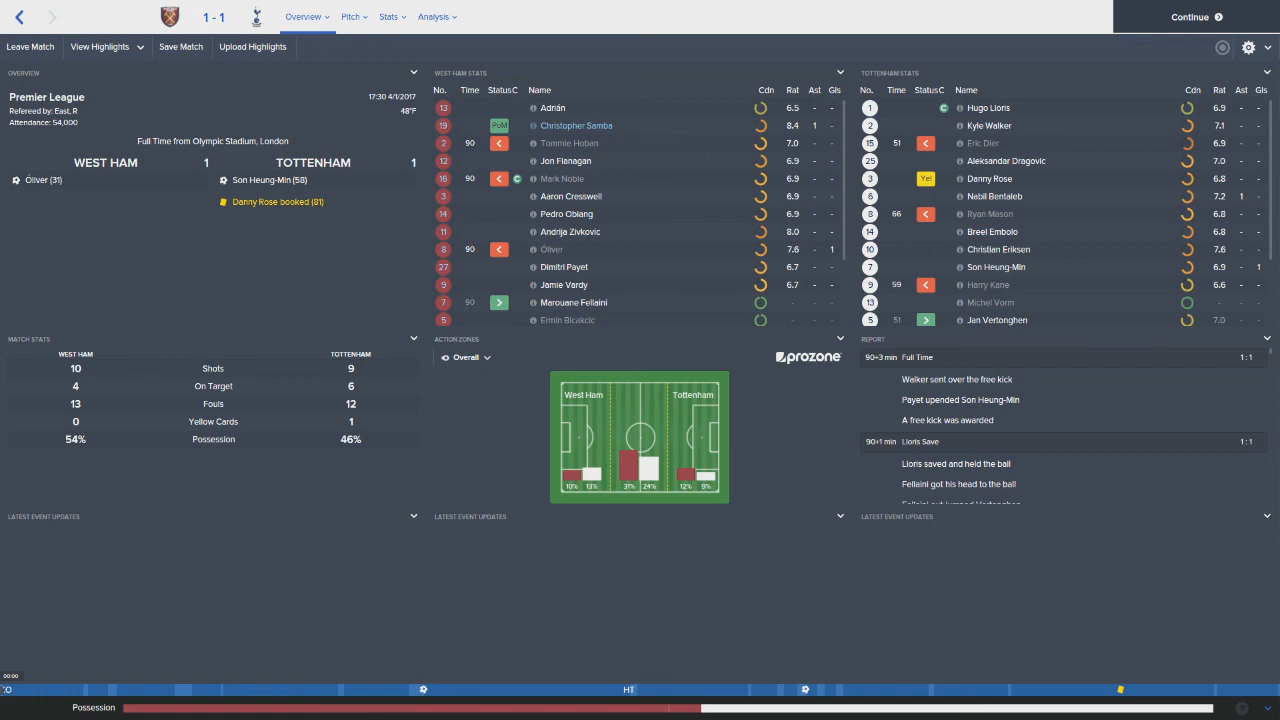 1 - 1
Overview
Pitch
Stats
Analysis
Continue
Leave Match
View Highlights
Save Match
Upload Highlights
OVERVIEW
Premier League
17:30 4/1/2017
Refereed by: East, R
48°F
Attendance: 54,000
Full Time from Olympic Stadium, London
WEST HAM 1 TOTTENHAM 1
Óliver (31) Son Heung-Min (58)
Danny Rose booked (81)
WEST HAM STATS
No. Time Status C Name Cdn Rat Ast Gls
13 Adrián 6.5 - -
19 PoM Christopher Samba 8.4 1 -
2 90 Tommie Hoban 7.0 - -
12 Jon Flanagan 6.9 - -
16 90 C Mark Noble 6.9 - -
3 Aaron Cresswell 6.9 - -
14 Pedro Obiang 6.9 - -
11 Andrija Zivkovic 8.0 - -
8 90 Óliver 7.6 - 1
27 Dimitri Payet 6.7 - -
9 Jamie Vardy 6.7 - -
7 90 Marouane Fellaini - - -
5 Ermin Bicakcic - - -
TOTTENHAM STATS
No. Time Status C Name Cdn Rat Ast Gls
1 C Hugo Lloris 6.9 - -
2 Kyle Walker 7.1 - -
15 51 Eric Dier 6.9 - -
25 Aleksandar Dragovic 7.0 - -
3 Yel Danny Rose 6.8 - -
6 Nabil Bentaleb 7.2 1 -
8 66 Ryan Mason 6.8 - -
14 Breel Embolo 6.8 - -
10 Christian Eriksen 7.6 - -
7 Son Heung-Min 6.9 - 1
9 59 Harry Kane 6.6 - -
13 Michel Vorm - - -
5 51 Jan Vertonghen 7.0 - -
MATCH STATS
WEST HAM TOTTENHAM
10 Shots 9
4 On Target 6
13 Fouls 12
0 Yellow Cards 1
54% Possession 46%
ACTION ZONES
Overall
prozone
West Ham Tottenham
10% 13% 31% 24% 12% 9%
REPORT
90+3 min Full Time 1 : 1
Walker sent over the free kick
Payet upended Son Heung-Min
A free kick was awarded
90+1 min Lloris Save 1 : 1
Lloris saved and held the ball
Fellaini got his head to the ball
Fellaini out jumped Vertonghen
LATEST EVENT UPDATES
LATEST EVENT UPDATES
LATEST EVENT UPDATES
00:00
HT
Possession